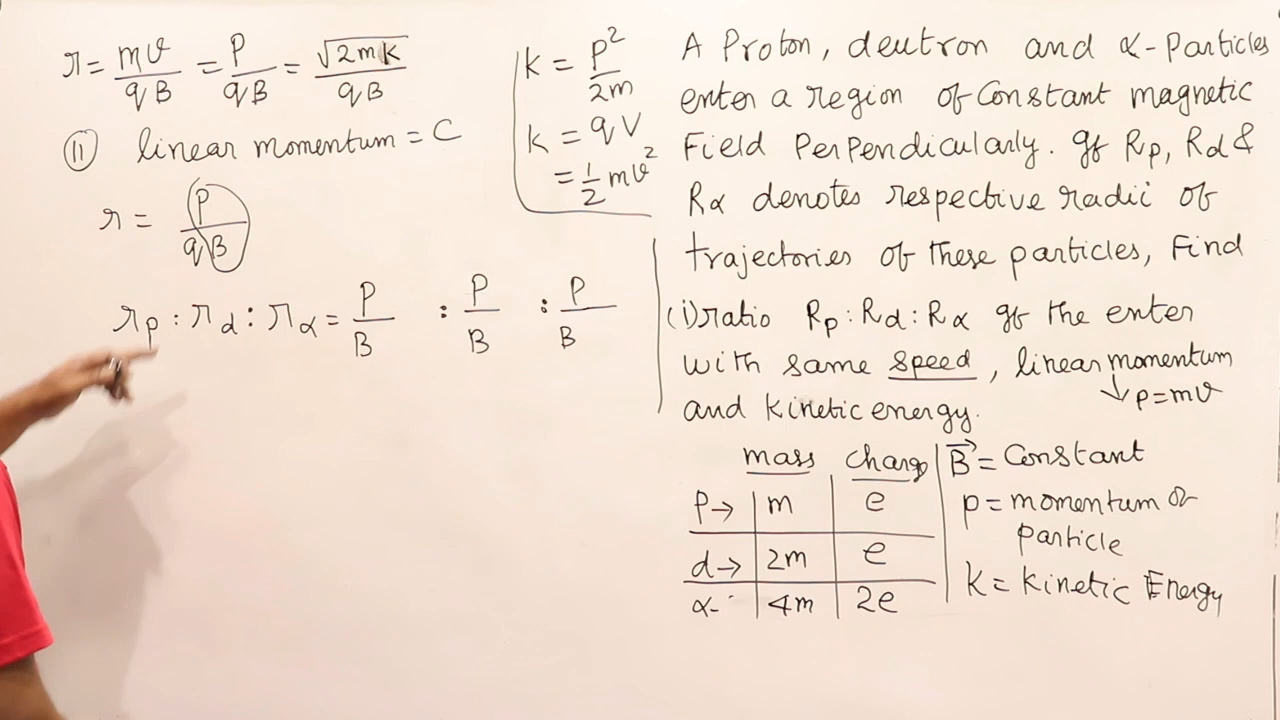 r = mv/qB = P/qB = √2mK/qB
(ii) linear momentum = C
r = P/qB
rp : rd : rα = P/B : P/B : P/B
K = P²/2m
K = qV
= 1/2 mv²
A Proton, deutron and α-Particles
enter a region of Constant magnetic
Field Perpendicularly. If Rp, Rd &
Rα denotes respective radii of
trajectories of these particles, Find
(i) ratio Rp : Rd : Rα If the enter
with same speed, linear momentum
↓ p=mv
and Kinetic energy.
mass charge
P→ m e
d→ 2m e
α- 4m 2e
B⃗ = Constant
p = momentum of
particle
K = Kinetic Energy